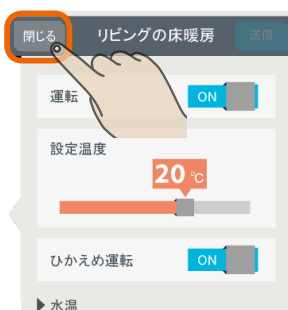 閉じる リビングの床暖房 送信
運転 ON
設定温度
20 ℃
ひかえめ運転 ON
▶ 水温